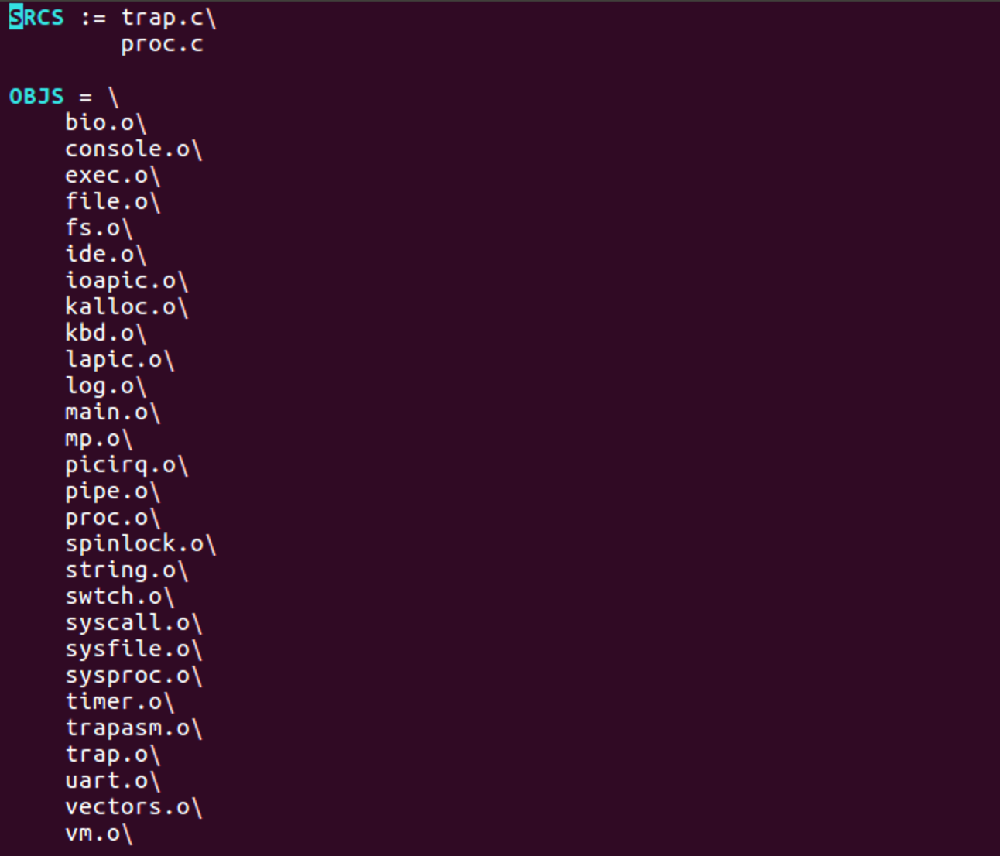 SRCS := trap.c\
proc.c
OBJS = \
bio.o\
console.o\
exec.o\
file.o\
fs.o\
ide.o\
ioapic.o\
kalloc.o\
kbd.o\
lapic.o\
log.o\
main.o\
mp.o\
picirq.o\
pipe.o\
proc.o\
spinlock.o\
string.o\
swtch.o\
syscall.o\
sysfile.o\
sysproc.o\
timer.o\
trapasm.o\
trap.o\
uart.o\
vectors.o\
vm.o\